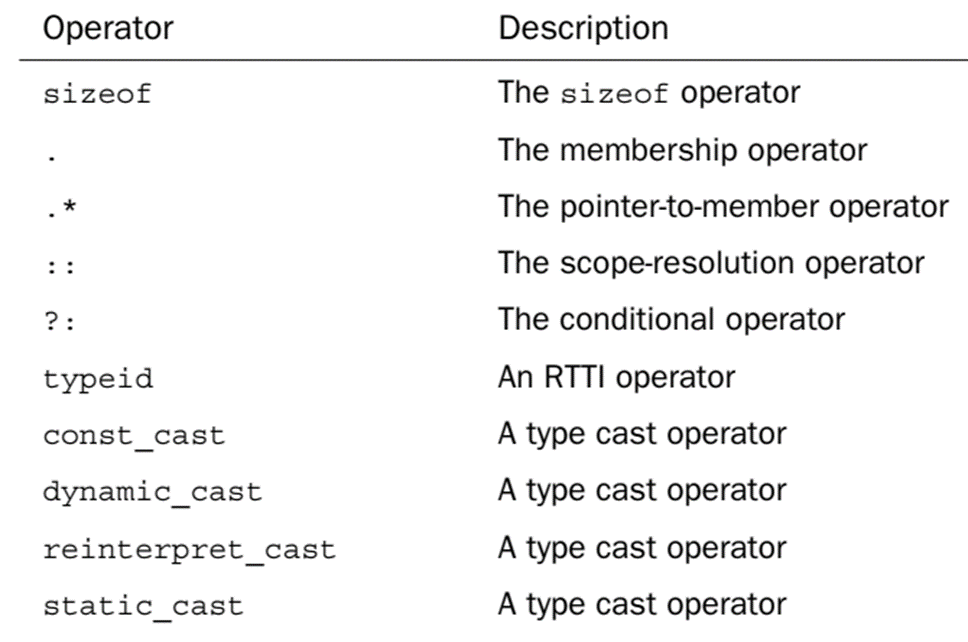 Operator Description
sizeof The sizeof operator
. The membership operator
.* The pointer-to-member operator
:: The scope-resolution operator
?: The conditional operator
typeid An RTTI operator
const_cast A type cast operator
dynamic_cast A type cast operator
reinterpret_cast A type cast operator
static_cast A type cast operator